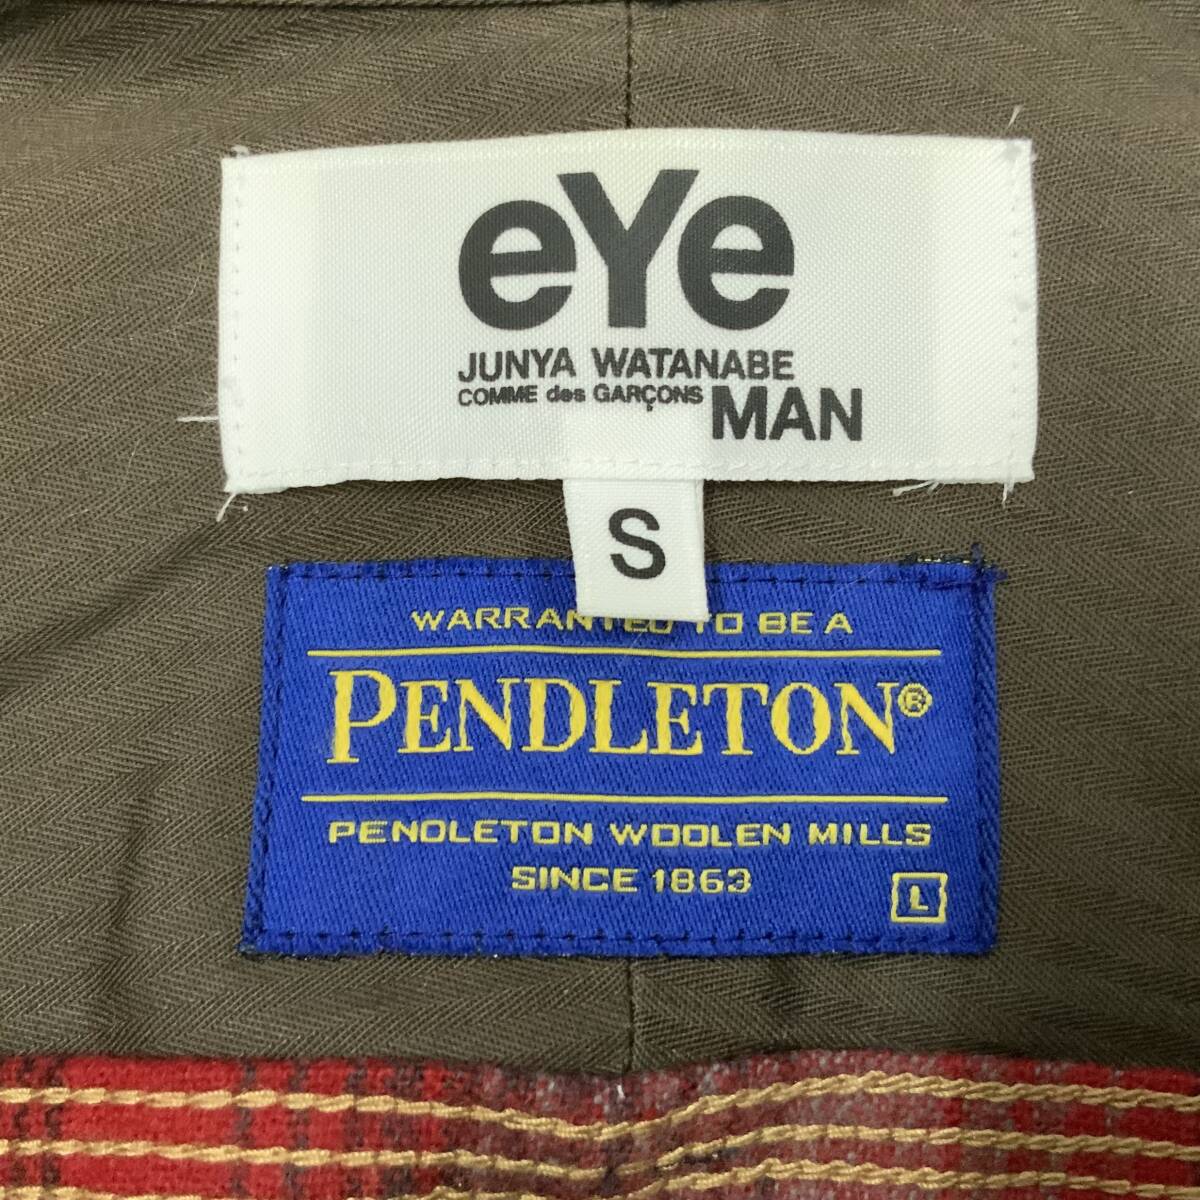 eYe
JUNYA WATANABE
COMME des GARÇONS MAN
S
WARRANTED TO BE A
PENDLETON®
PENDLETON WOOLEN MILLS
SINCE 1863
L